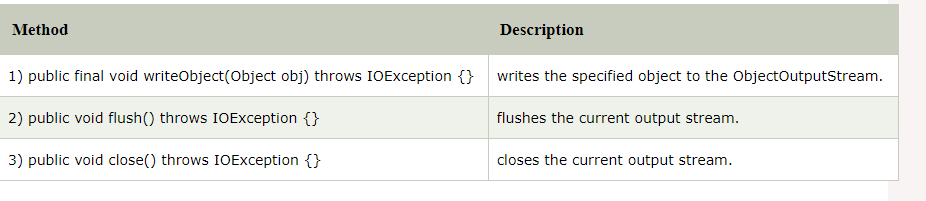 Method Description
1) public final void writeObject(Object obj) throws IOException {} writes the specified object to the ObjectOutputStream.
2) public void flush() throws IOException {} flushes the current output stream.
3) public void close() throws IOException {} closes the current output stream.